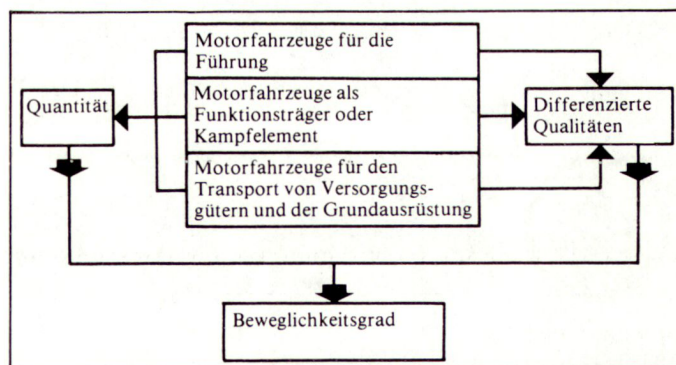 Motorfahrzeuge für die
Führung
Quantität
Motorfahrzeuge als
Funktionsträger oder
Kampfelement
Differenzierte
Qualitäten
Motorfahrzeuge für den
Transport von Versorgungs-
gütern und der Grundausrüstung
Beweglichkeitsgrad